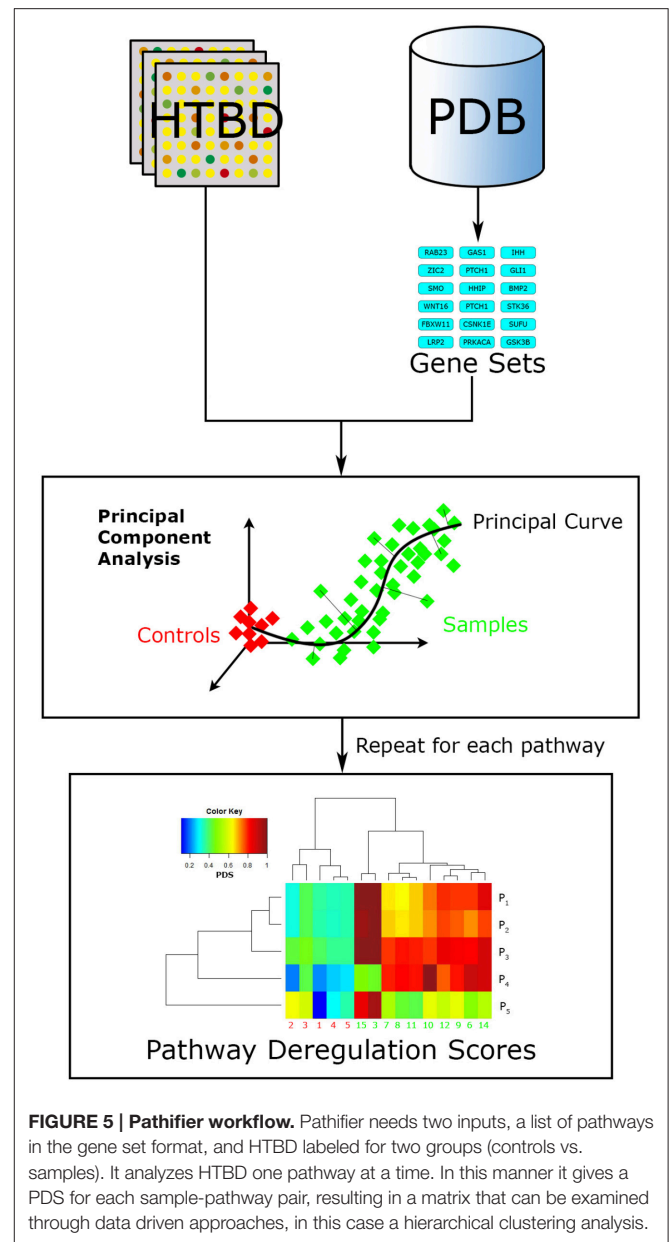 HTBD
PDB
RAB23 GAS1 IHH
ZIC2 PTCH1 GLI1
SMO HHIP BMP2
WNT16 PTCH1 STK36
FBXW11 CSNK1E SUFU
LRP2 PRKACA GSK3B
Gene Sets
Principal
Component
Analysis
Principal Curve
Controls
Samples
Repeat for each pathway
Color Key
0.2 0.4 0.6 0.8 1
PDS
P1
P2
P3
P4
P5
2 3 1 4 5 15 3 7 8 11 10 12 9 6 14
Pathway Deregulation Scores
FIGURE 5 | Pathifier workflow. Pathifier needs two inputs, a list of pathways
in the gene set format, and HTBD labeled for two groups (controls vs.
samples). It analyzes HTBD one pathway at a time. In this manner it gives a
PDS for each sample-pathway pair, resulting in a matrix that can be examined
through data driven approaches, in this case a hierarchical clustering analysis.